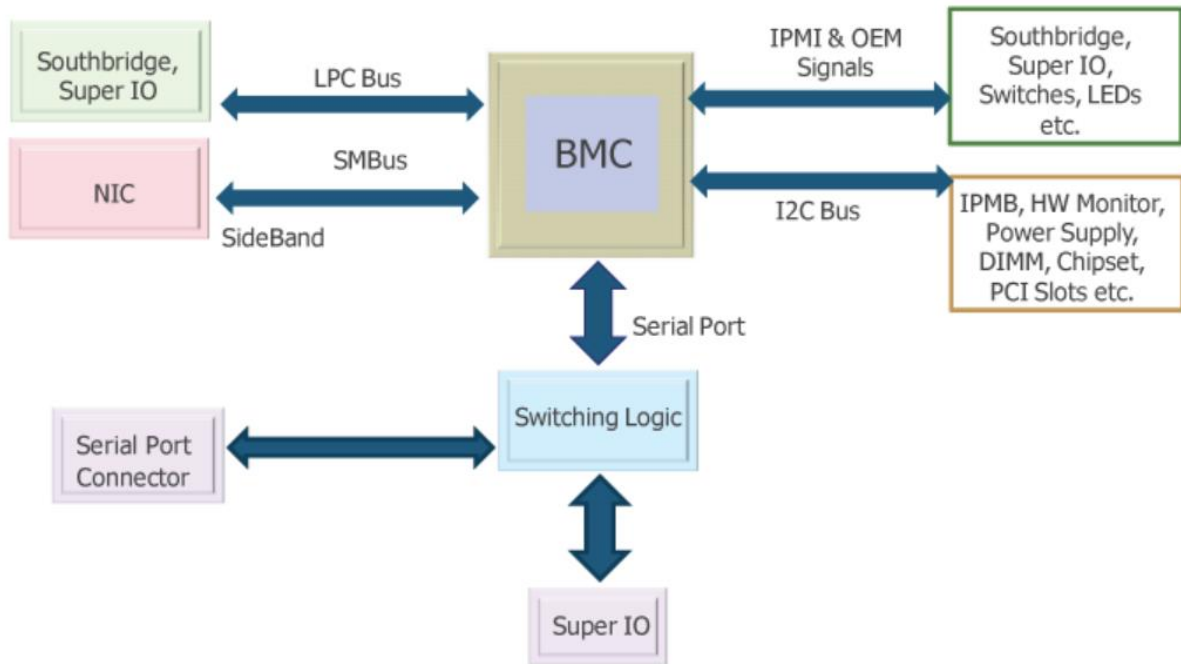 Southbridge,
Super IO
LPC Bus
NIC
SMBus
SideBand
BMC
IPMI & OEM
Signals
Southbridge,
Super IO,
Switches, LEDs
etc.
I2C Bus
IPMB, HW Monitor,
Power Supply,
DIMM, Chipset,
PCI Slots etc.
Serial Port
Switching Logic
Serial Port
Connector
Super IO